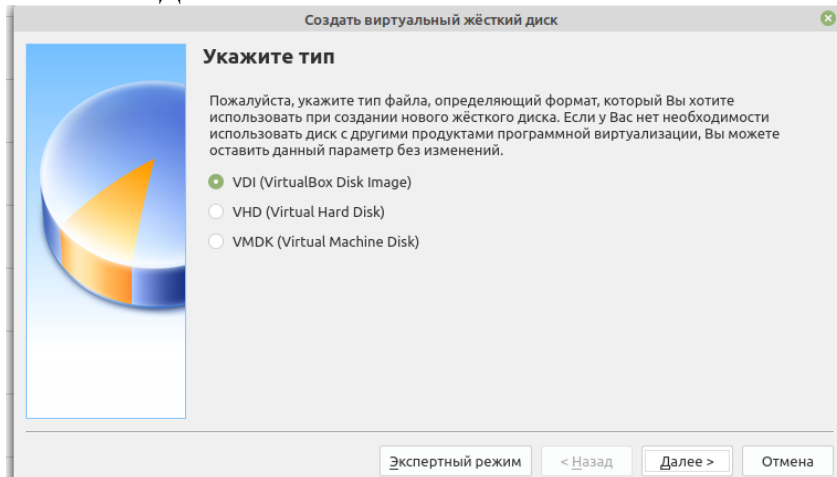 Создать виртуальный жёсткий диск
Укажите тип
Пожалуйста, укажите тип файла, определяющий формат, который Вы хотите
использовать при создании нового жёсткого диска. Если у Вас нет необходимости
использовать диск с другими продуктами программной виртуализации, Вы можете
оставить данный параметр без изменений.
VDI (VirtualBox Disk Image)
VHD (Virtual Hard Disk)
VMDK (Virtual Machine Disk)
Экспертный режим
< Назад
Далее >
Отмена